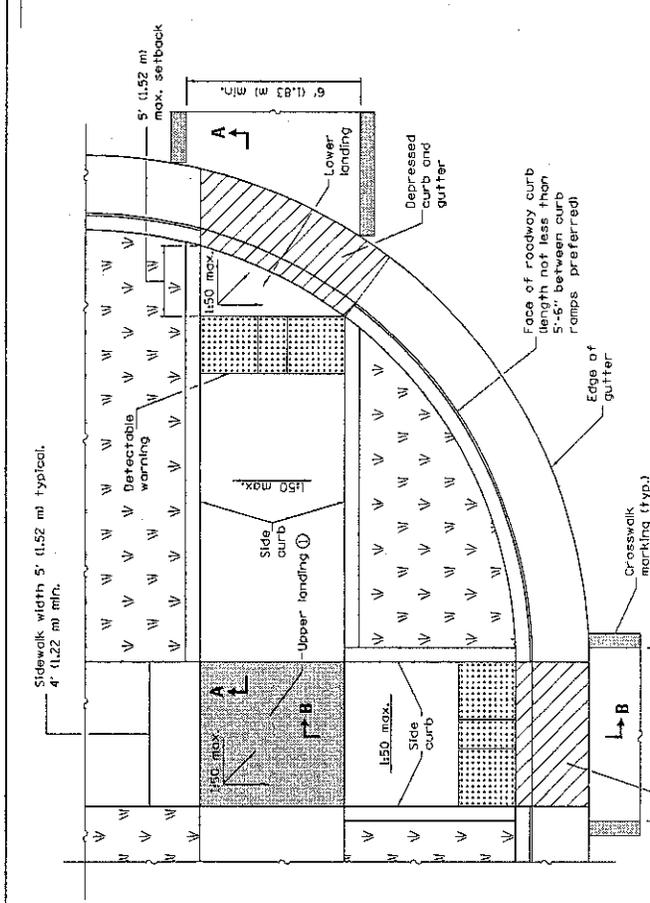 5' (1.52 m)
max. setback
6' (1.83 m) min.
A
Lower
landing
Depressed
curb and
gutter
1:50 max.
Face of roadway curb
(length not less than
5'-6" between curb
ramps preferred)
Edge of
gutter
Detectable
warning
1:50 max.
Side
curb
Sidewalk width 5' (1.52 m) typical.
4' (1.22 m) min.
Upper landing ①
A
B
1:50 max.
1:50 max.
Side
curb
Crosswalk
marking (typ.)
B